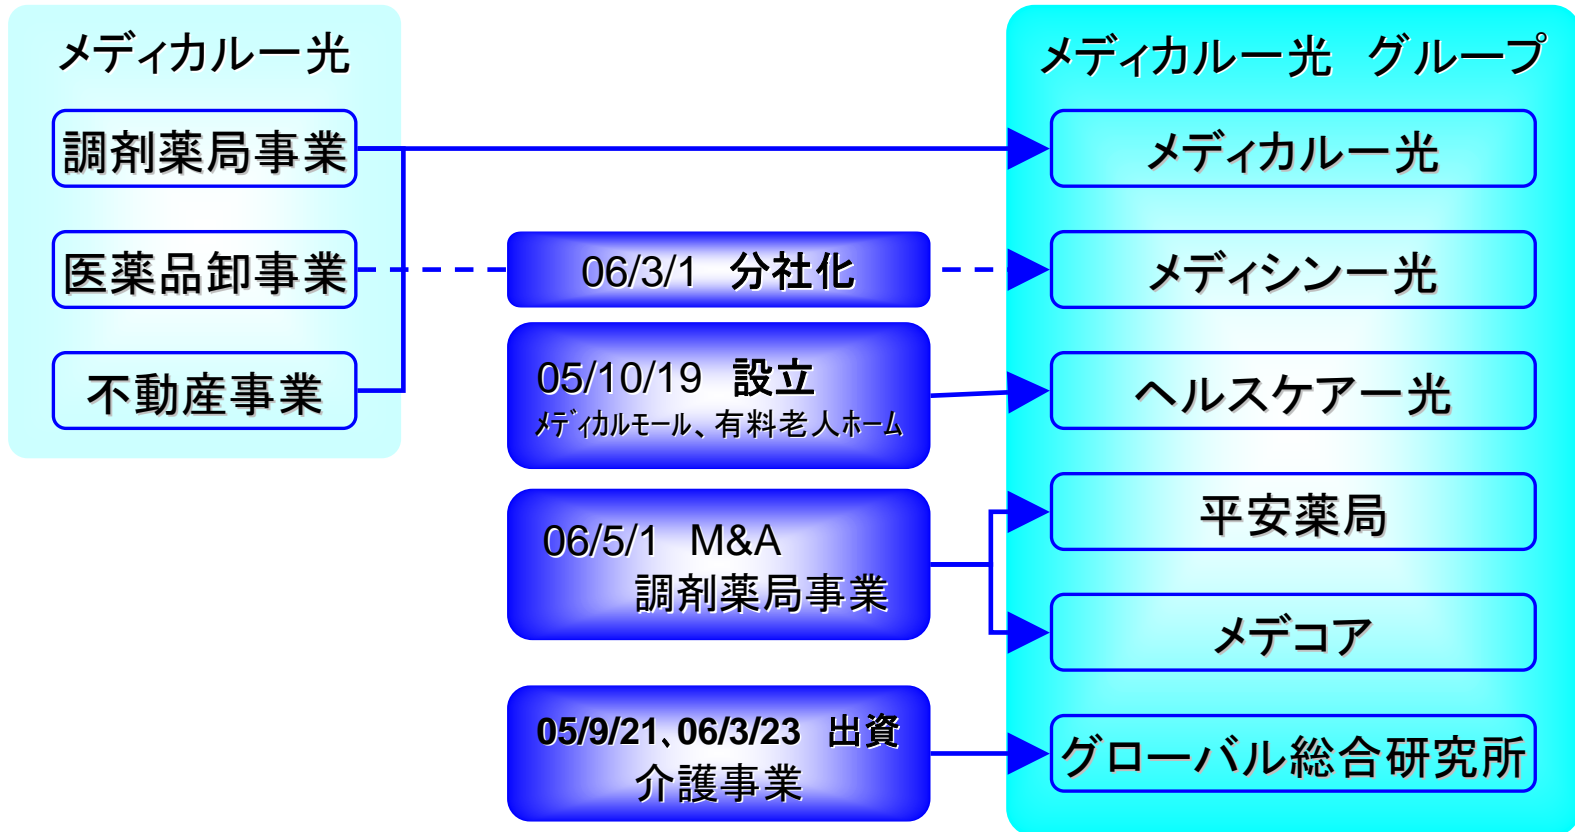 メディカル一光
調剤薬局事業
医薬品卸事業
不動産事業
06/3/1 分社化
05/10/19 設立
メディカルモール、有料老人ホーム
06/5/1 M&A
調剤薬局事業
05/9/21、06/3/23 出資
介護事業
メディカル一光 グループ
メディカル一光
メディシン一光
ヘルスケア一光
平安薬局
メデコア
グローバル総合研究所